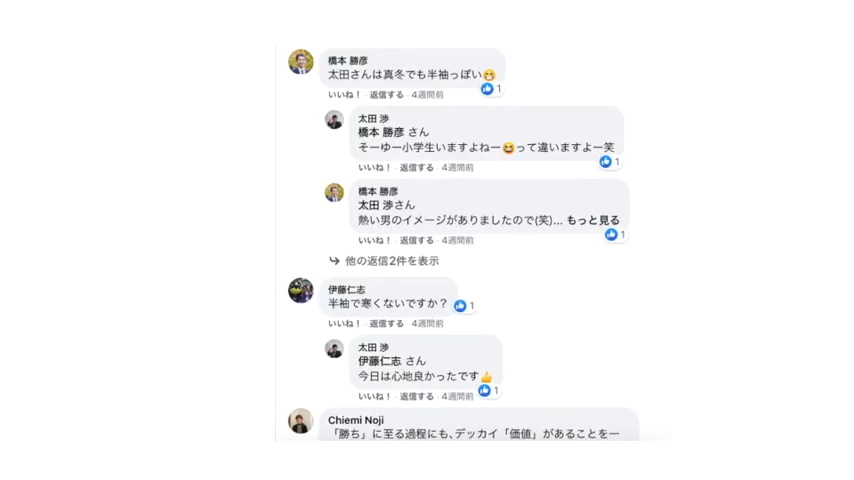 橋本 勝彦
太田さんは真冬でも半袖っぽい🤭
1
いいね！ · 返信する · 4週間前
太田 渉
橋本 勝彦 さん
そーゆー小学生いますよねー😆って違いますよー笑
1
いいね！ · 返信する · 4週間前
橋本 勝彦
太田 渉さん
熱い男のイメージがありましたので(笑)... もっと見る
1
いいね！ · 返信する · 4週間前
他の返信2件を表示
伊藤仁志
半袖で寒くないですか？
1
いいね！ · 返信する · 4週間前
太田 渉
伊藤仁志 さん
今日は心地良かったです👍
1
いいね！ · 返信する · 4週間前
Chiemi Noji
「勝ち」に至る過程にも､デッカイ「価値」があることを一